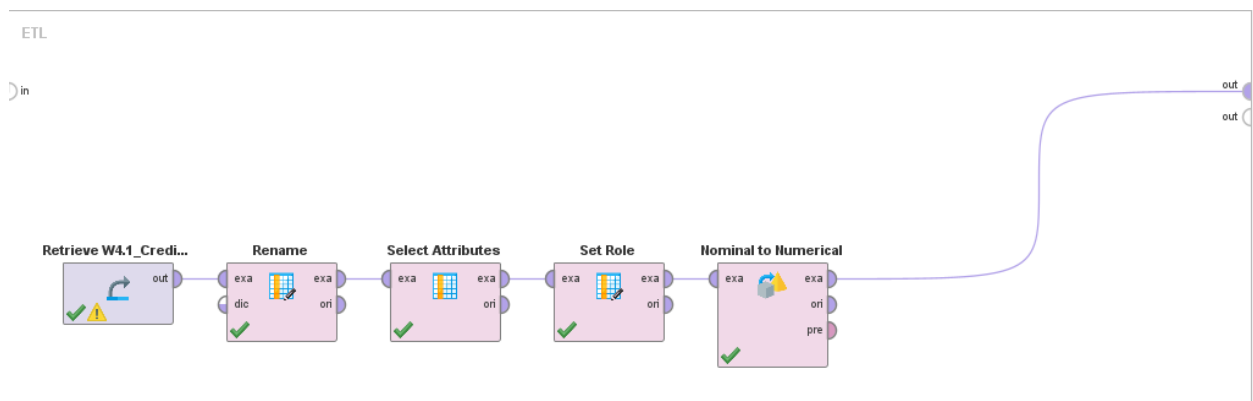 ETL
in
out
out
Retrieve W4.1_Credi...
Rename
Select Attributes
Set Role
Nominal to Numerical
out
exa
exa
exa
exa
exa
exa
exa
exa
dic
ori
ori
ori
ori
pre